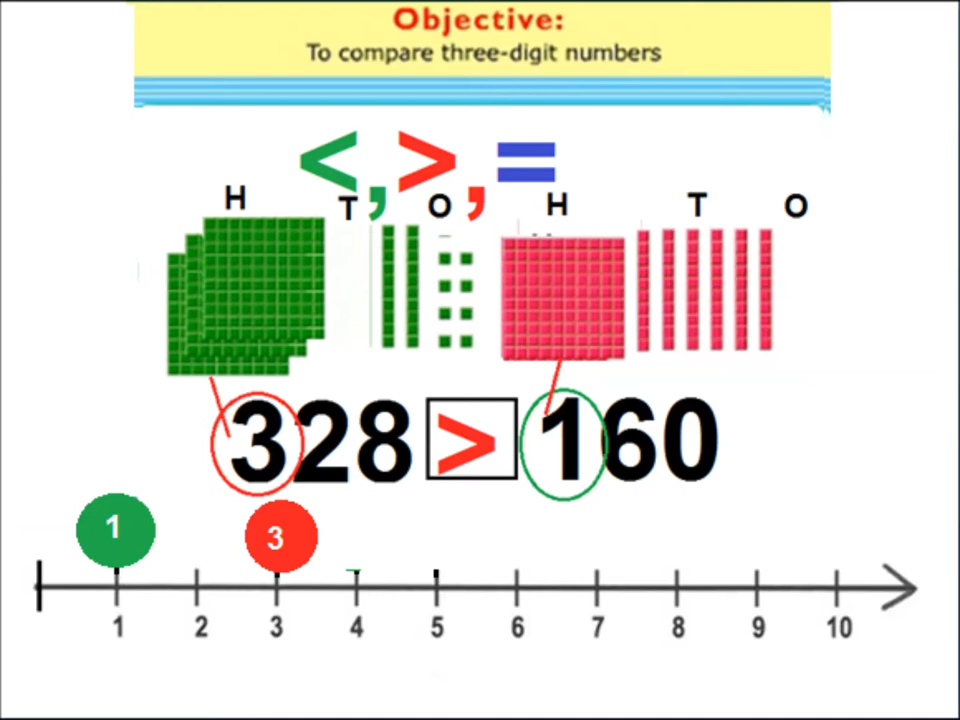 Objective:
To compare three-digit numbers
<,>,=
H T O H T O
328 > 160
1 3
1 2 3 4 5 6 7 8 9 10